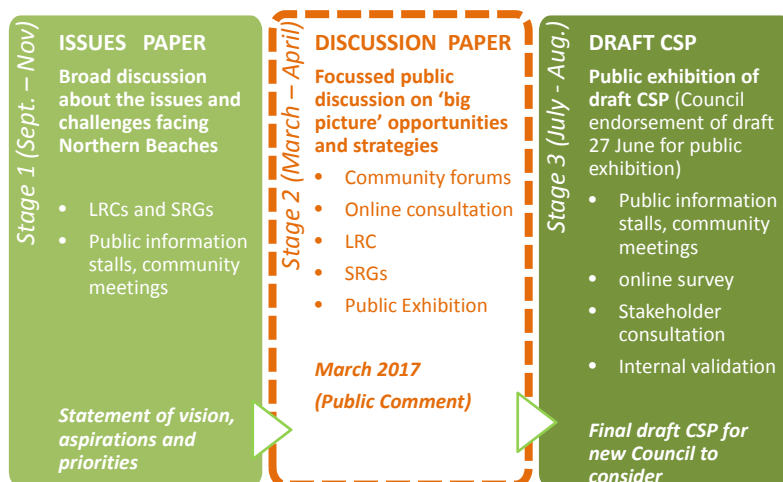 Stage 1 (Sept. – Nov)
ISSUES PAPER
Broad discussion
about the issues and
challenges facing
Northern Beaches
• LRCs and SRGs
• Public information
stalls, community
meetings
Statement of vision,
aspirations and
priorities
Stage 2 (March – April)
DISCUSSION PAPER
Focussed public
discussion on ‘big
picture’ opportunities
and strategies
• Community forums
• Online consultation
• LRC
• SRGs
• Public Exhibition
March 2017
(Public Comment)
Stage 3 (July - Aug.)
DRAFT CSP
Public exhibition of
draft CSP (Council
endorsement of draft
27 June for public
exhibition)
• Public information
stalls, community
meetings
• online survey
• Stakeholder
consultation
• Internal validation
Final draft CSP for
new Council to
consider